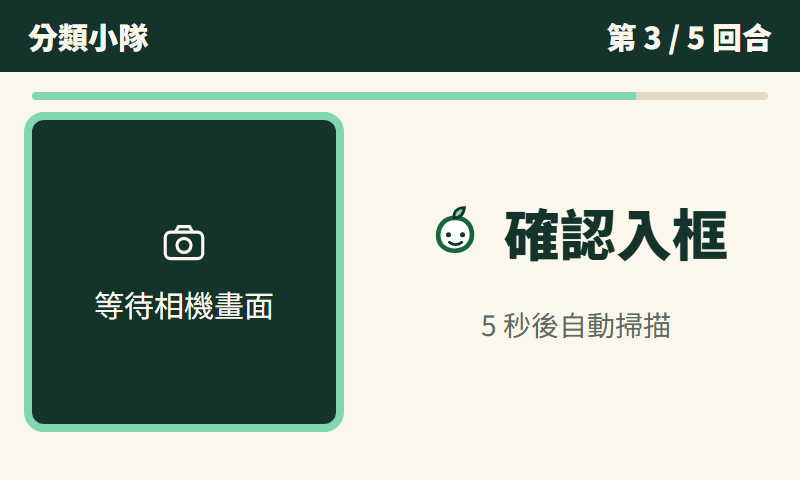 分類小隊
第 3 / 5 回合
等待相機畫面
確認入框
5 秒後自動掃描